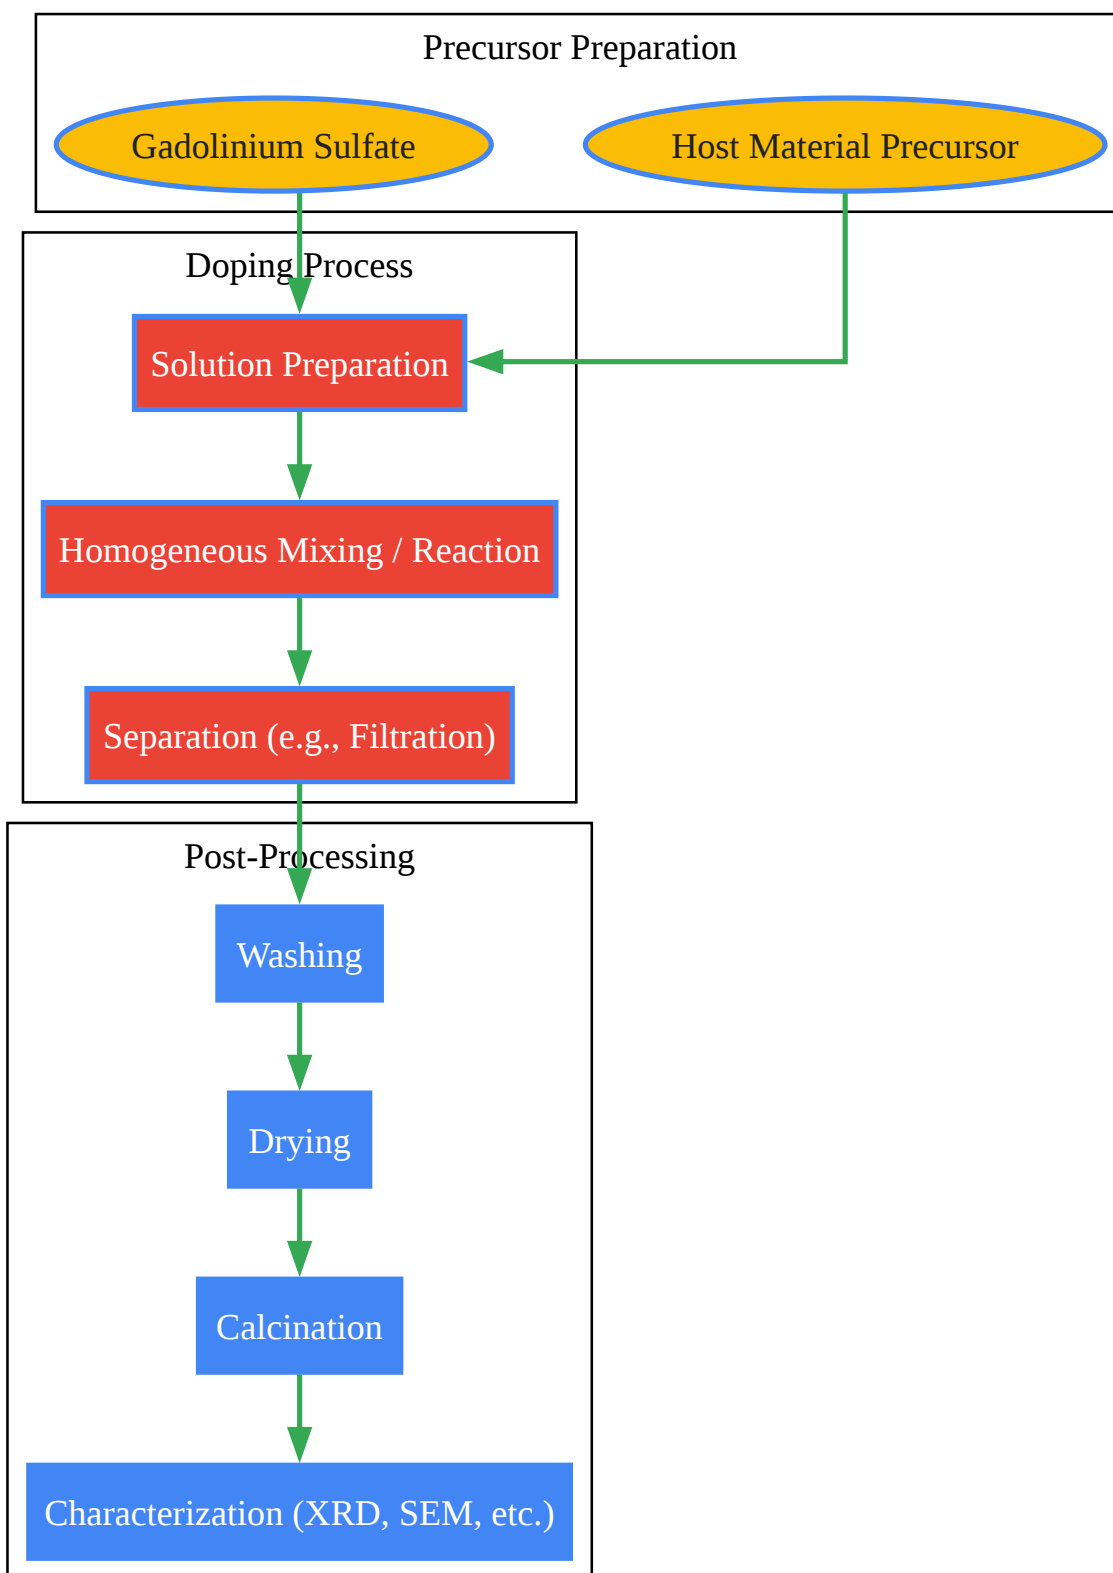 Precursor Preparation
Gadolinium Sulfate
Host Material Precursor
Doping Process
Solution Preparation
Homogeneous Mixing / Reaction
Separation (e.g., Filtration)
Post-Processing
Washing
Drying
Calcination
Characterization (XRD, SEM, etc.)